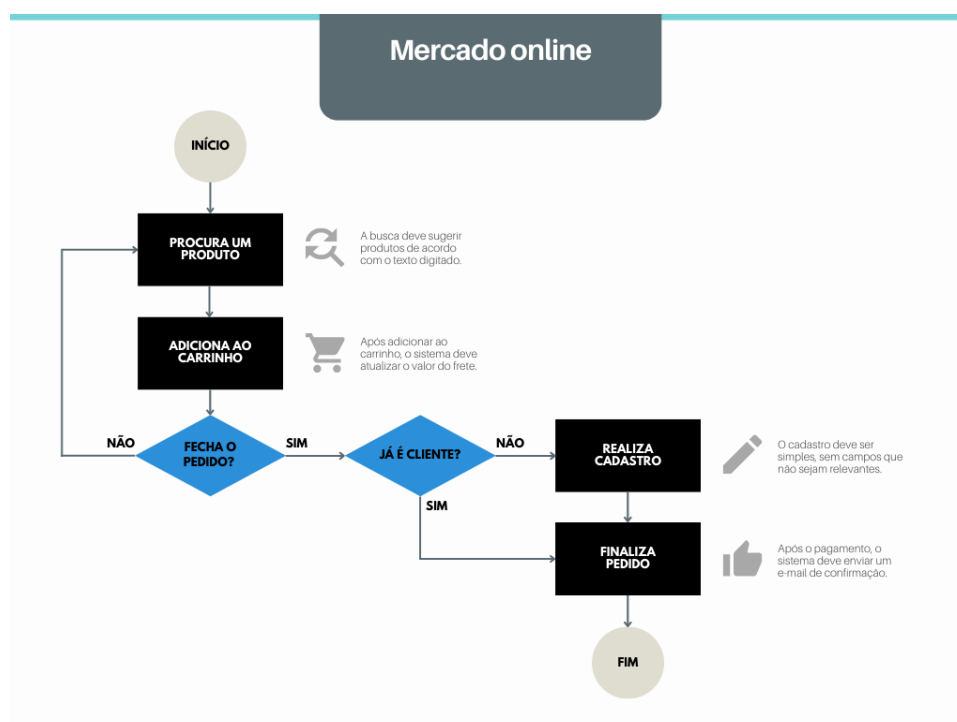 Mercado online
INÍCIO
PROCURA UM
PRODUTO
A busca deve sugerir
produtos de acordo
com o texto digitado.
ADICIONA AO
CARRINHO
Após adicionar ao
carrinho, o sistema deve
atualizar o valor do frete.
NÃO
FECHA O
PEDIDO?
SIM
JÁ É CLIENTE?
NÃO
REALIZA
CADASTRO
O cadastro deve ser
simples, sem campos que
não sejam relevantes.
SIM
FINALIZA
PEDIDO
Após o pagamento, o
sistema deve enviar um
e-mail de confirmação.
FIM